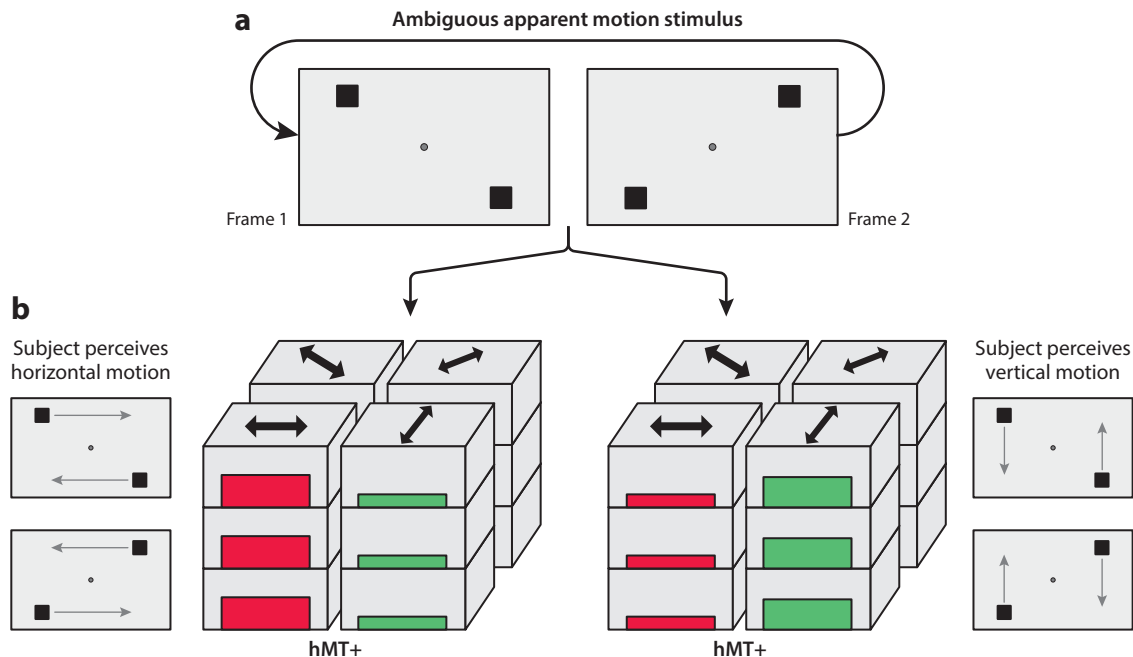 a
Ambiguous apparent motion stimulus
Frame 1
Frame 2
b
Subject perceives
horizontal motion
hMT+
hMT+
Subject perceives
vertical motion